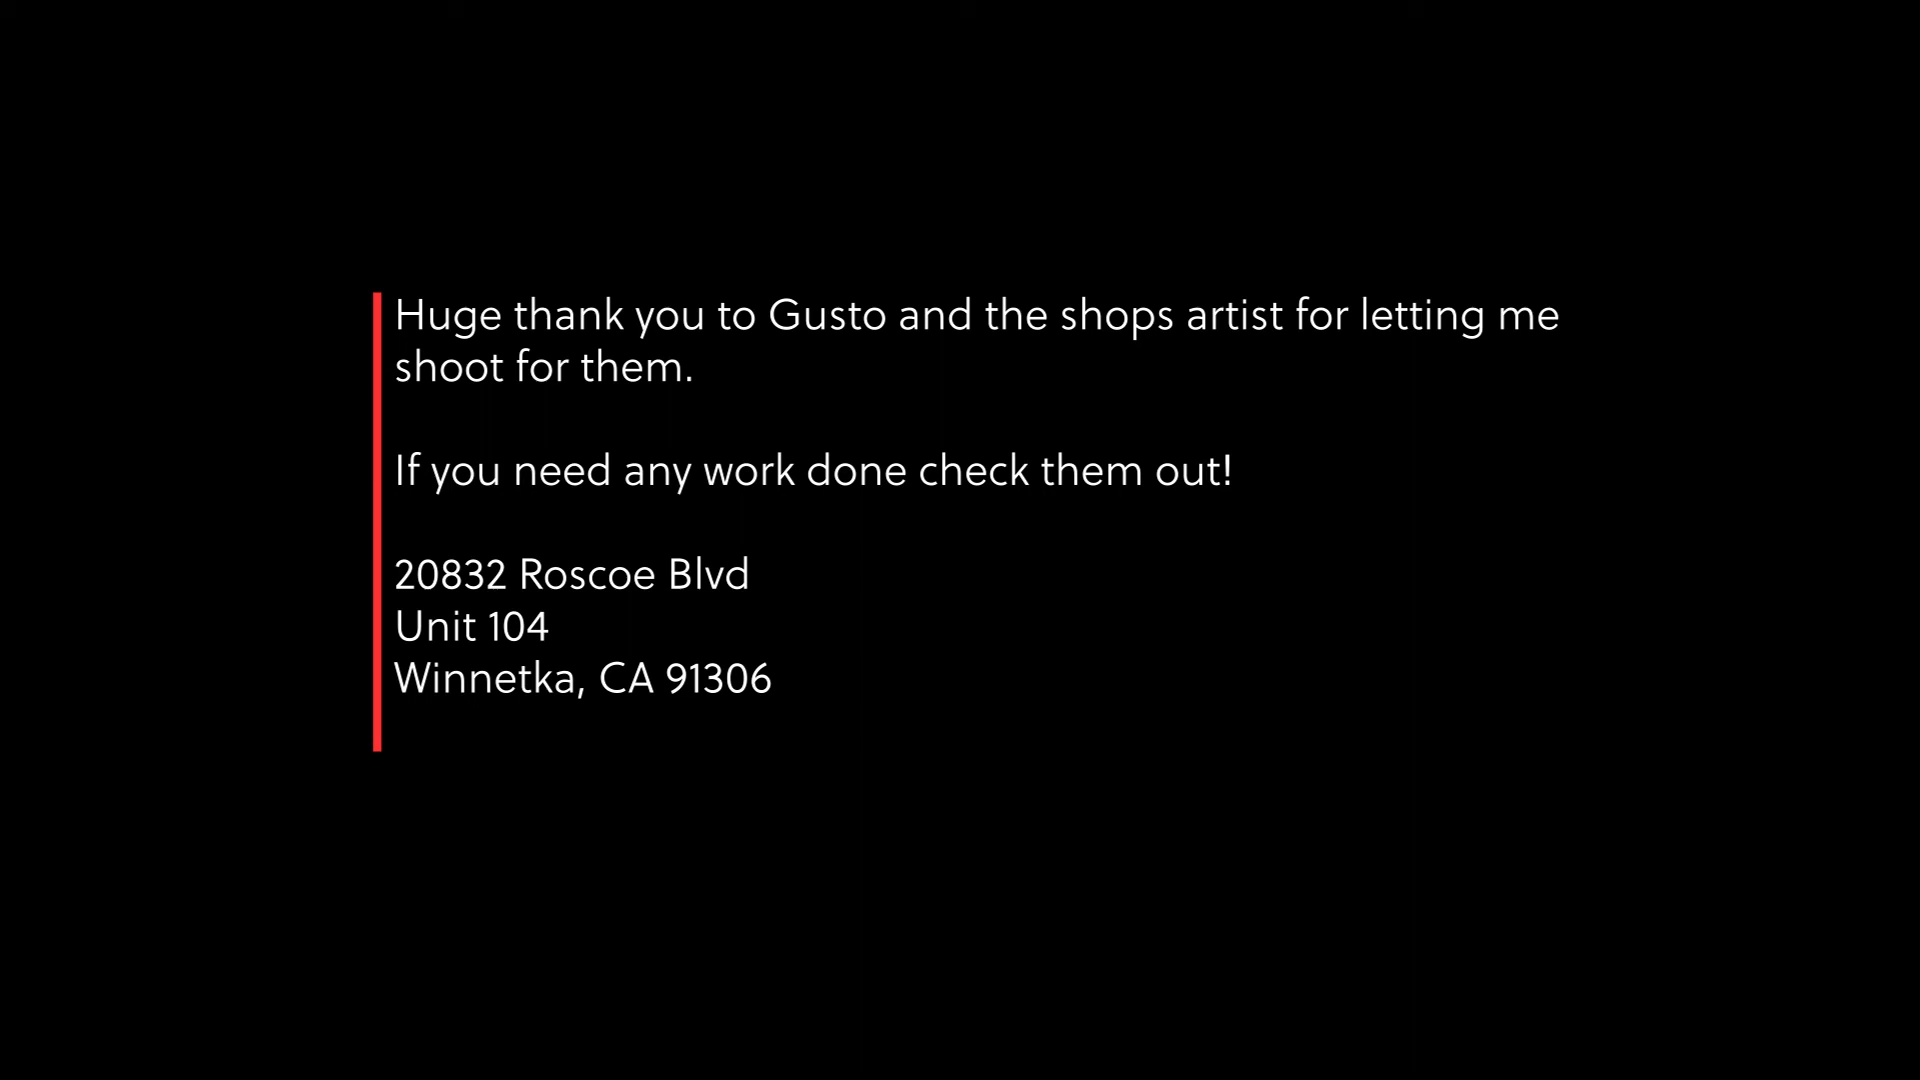 Huge thank you to Gusto and the shops artist for letting me
shoot for them.
If you need any work done check them out!
20832 Roscoe Blvd
Unit 104
Winnetka, CA 91306